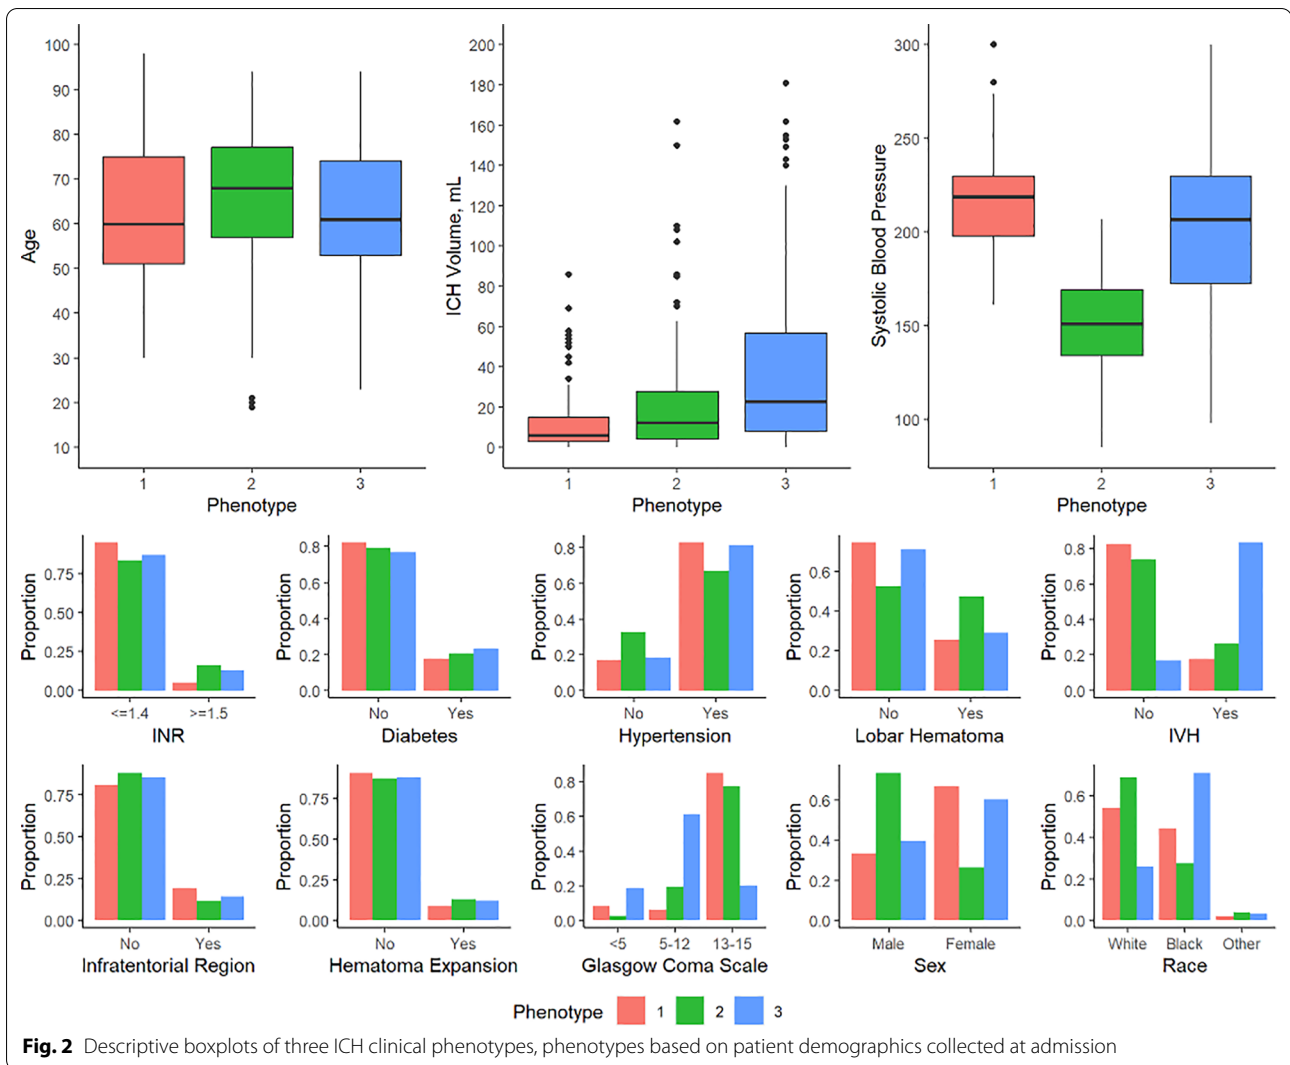 Age
100
90
80
70
60
50
40
30
20
10
1 2 3
Phenotype
ICH Volume, mL
200
180
160
140
120
100
80
60
40
20
0
1 2 3
Phenotype
Systolic Blood Pressure
300
250
200
150
100
1 2 3
Phenotype
Proportion
0.75
0.50
0.25
0.00
<=1.4 >=1.5
INR
Proportion
0.8
0.6
0.4
0.2
0.0
No Yes
Diabetes
Proportion
0.8
0.6
0.4
0.2
0.0
No Yes
Hypertension
Proportion
0.6
0.4
0.2
0.0
No Yes
Lobar Hematoma
Proportion
0.8
0.6
0.4
0.2
0.0
No Yes
IVH
Proportion
0.75
0.50
0.25
0.00
No Yes
Infratentorial Region
Proportion
0.75
0.50
0.25
0.00
No Yes
Hematoma Expansion
Proportion
0.8
0.6
0.4
0.2
0.0
<5 5-12 13-15
Glasgow Coma Scale
Proportion
0.6
0.4
0.2
0.0
Male Female
Sex
Proportion
0.6
0.4
0.2
0.0
White Black Other
Race
Phenotype 1 2 3
Fig. 2 Descriptive boxplots of three ICH clinical phenotypes, phenotypes based on patient demographics collected at admission